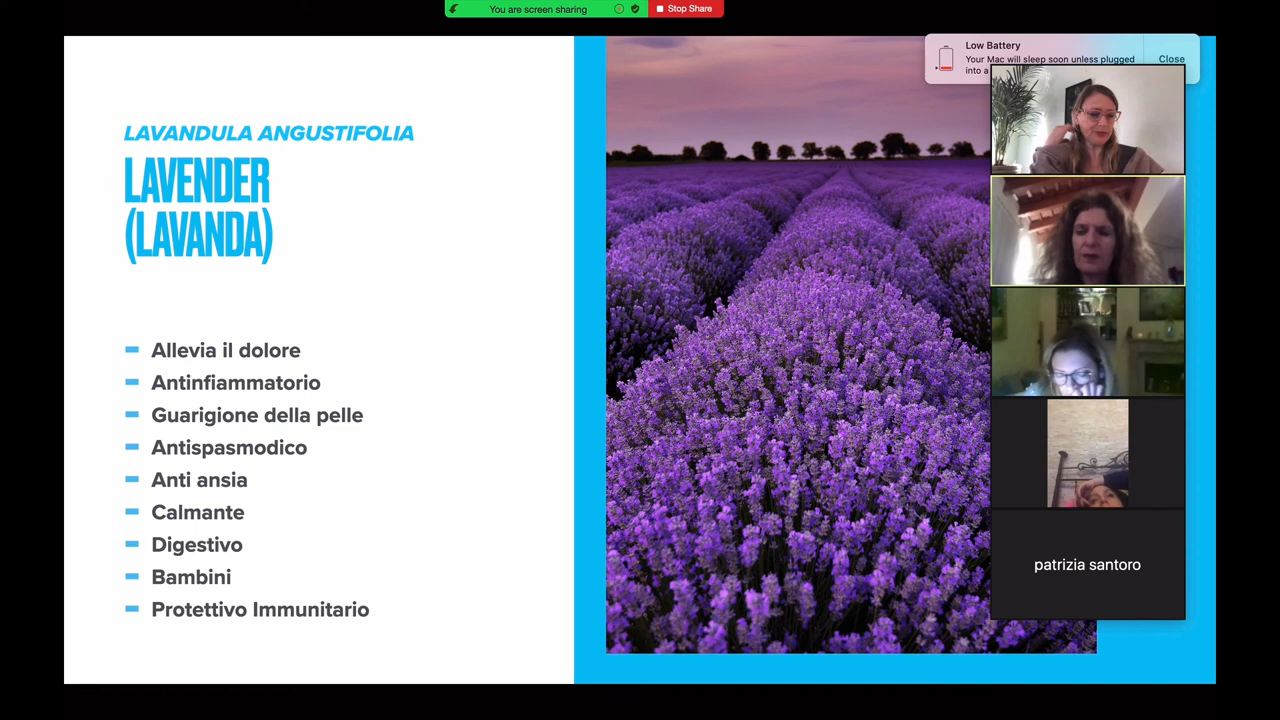 You are screen sharing
Stop Share
Low Battery
Your Mac will sleep soon unless plugged
into a
Close
LAVANDULA ANGUSTIFOLIA
LAVENDER
(LAVANDA)
Allevia il dolore
Antinfiammatorio
Guarigione della pelle
Antispasmodico
Anti ansia
Calmante
Digestivo
Bambini
Protettivo Immunitario
patrizia santoro